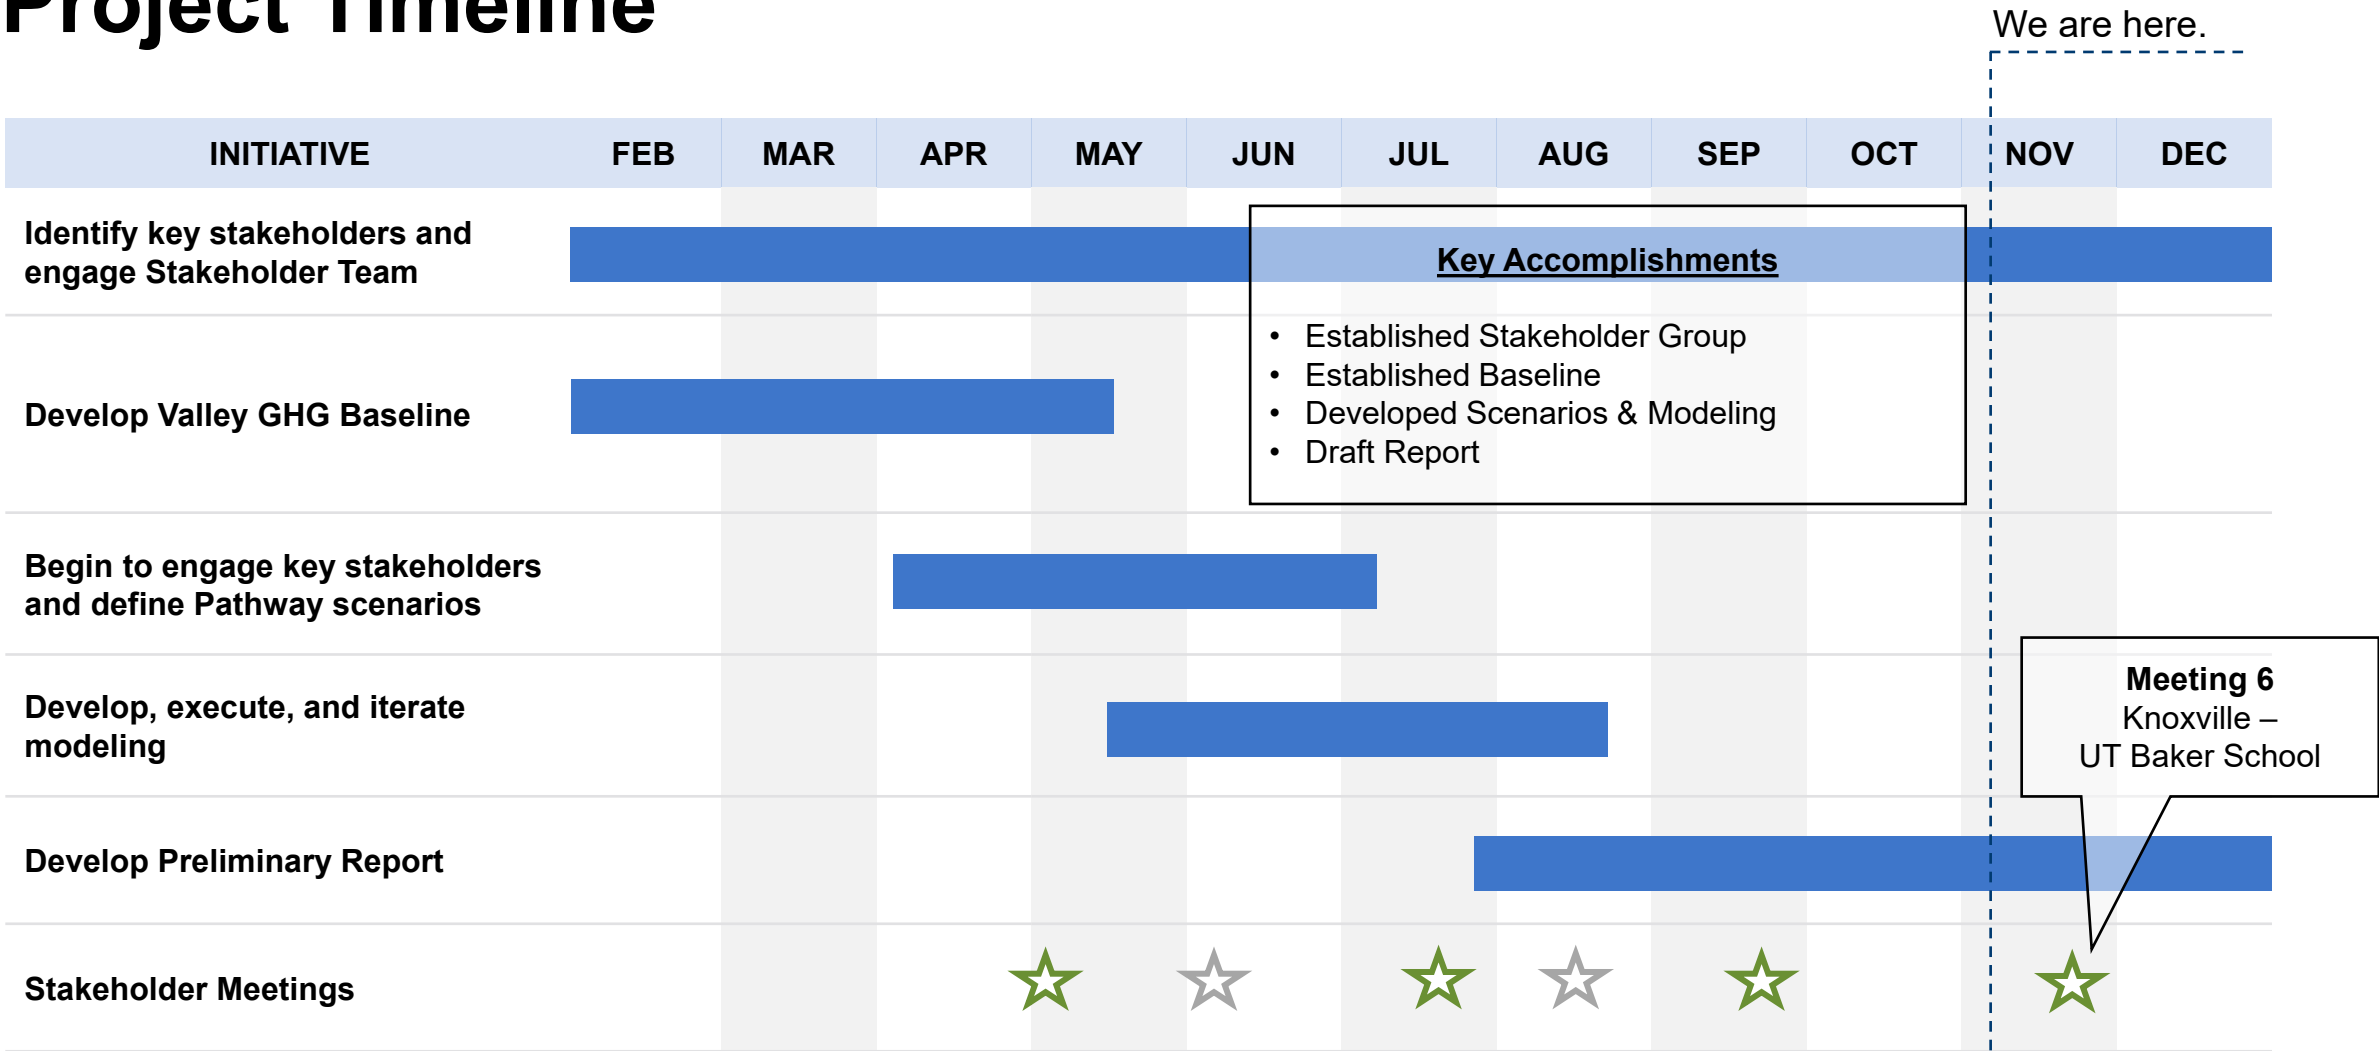 Project Timeline
We are here.
INITIATIVE FEB MAR APR MAY JUN JUL AUG SEP OCT NOV DEC
Identify key stakeholders and
engage Stakeholder Team
Key Accomplishments
• Established Stakeholder Group
• Established Baseline
• Developed Scenarios & Modeling
• Draft Report
Develop Valley GHG Baseline
Begin to engage key stakeholders
and define Pathway scenarios
Develop, execute, and iterate
modeling
Meeting 6
Knoxville –
UT Baker School
Develop Preliminary Report
Stakeholder Meetings